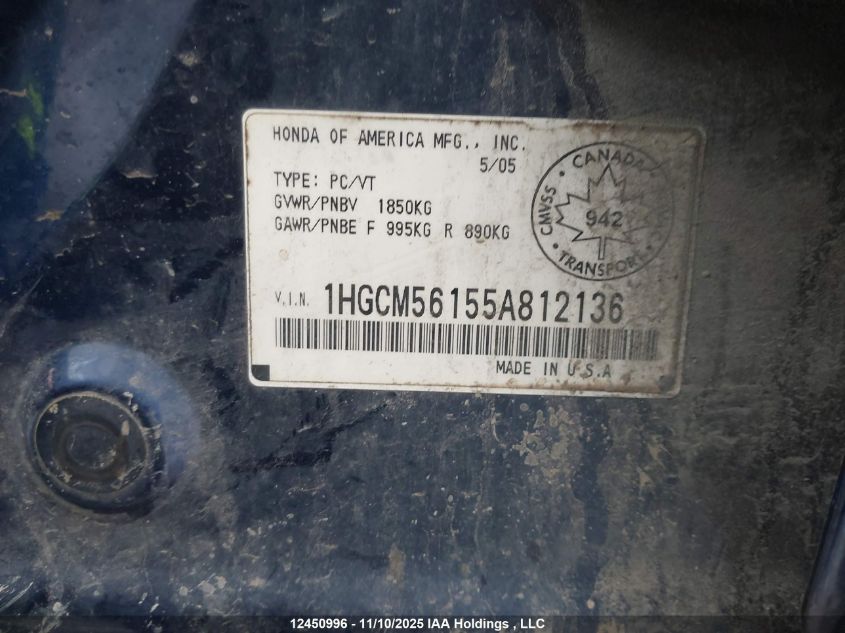 HONDA OF AMERICA MFG., INC.
5/05
TYPE: PC/VT
GVWR/PNBV 1850KG
GAWR/PNBE F 995KG R 890KG
CANADA
CMVSS
942
TRANSPORT
V.I.N. 1HGCM56155A812136
MADE IN U.S.A
12450996 - 11/10/2025 IAA Holdings , LLC